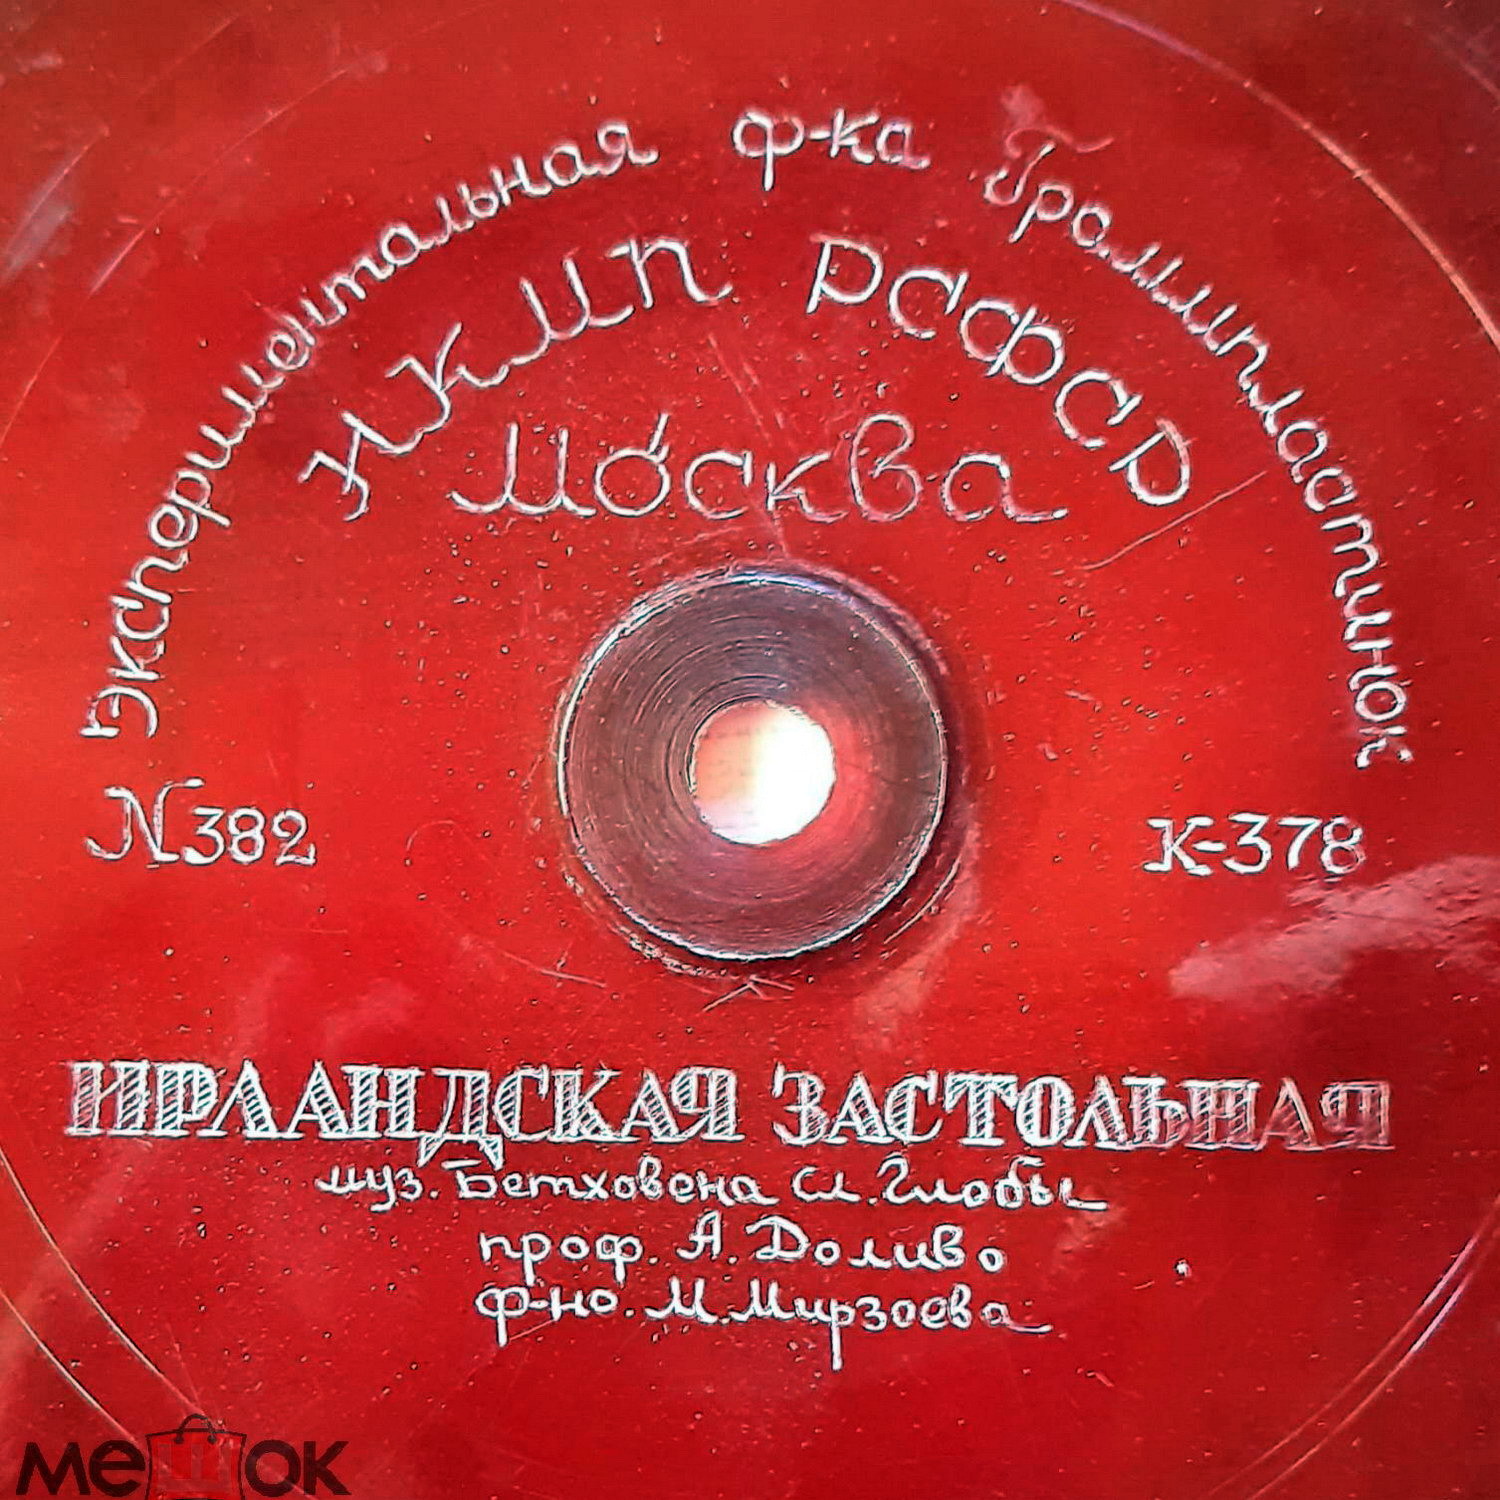 Экспериментальная ф-ка Грампластинок
НКМП РСФСР
Москва
N382
К-378
ИРЛАНДСКАЯ ЗАСТОЛЬНАЯ
муз. Бетховена сл. Глобы
проф. А. Доливо
ф-но. М. Мирзоева
мешок